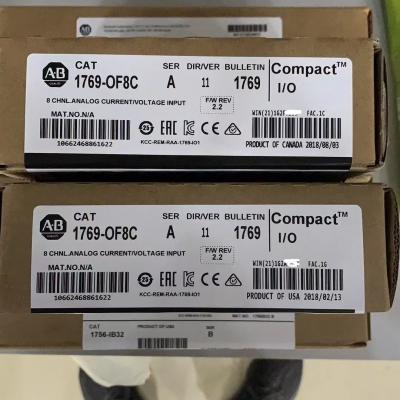 A-B
CAT
1769-OF8C
SER
A
DIR/VER
11
BULLETIN
1769
Compact™
I/O
8 CHNL.ANALOG CURRENT/VOLTAGE INPUT
F/W REV
2.2
MAT.NO.N/A
10662468861622
KCC-REM-RAA-1769-IO1
FAC.1C
PRODUCT OF CANADA 2018/08/03
A-B
CAT
1769-OF8C
SER
A
DIR/VER
11
BULLETIN
1769
Compact™
I/O
8 CHNL.ANALOG CURRENT/VOLTAGE INPUT
F/W REV
2.2
MAT.NO.N/A
10662468861622
KCC-REM-RAA-1769-IO1
FAC.1G
PRODUCT OF USA 2018/02/13
CAT
1756-IB32
PRODUCT OF USA
SER
B